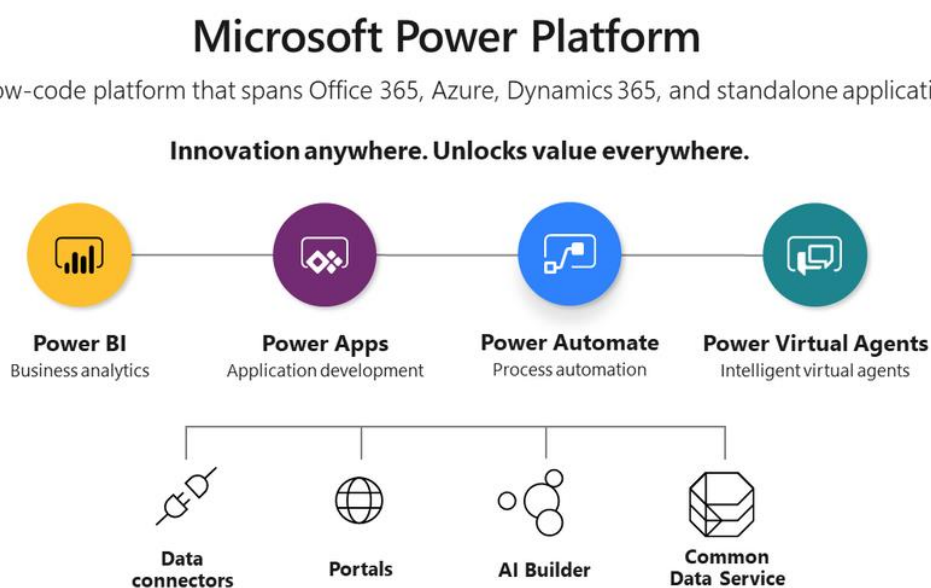 Microsoft Power Platform
ow-code platform that spans Office 365, Azure, Dynamics 365, and standalone applicati
Innovation anywhere. Unlocks value everywhere.
Power BI
Business analytics
Power Apps
Application development
Power Automate
Process automation
Power Virtual Agents
Intelligent virtual agents
Data
connectors
Portals
AI Builder
Common
Data Service